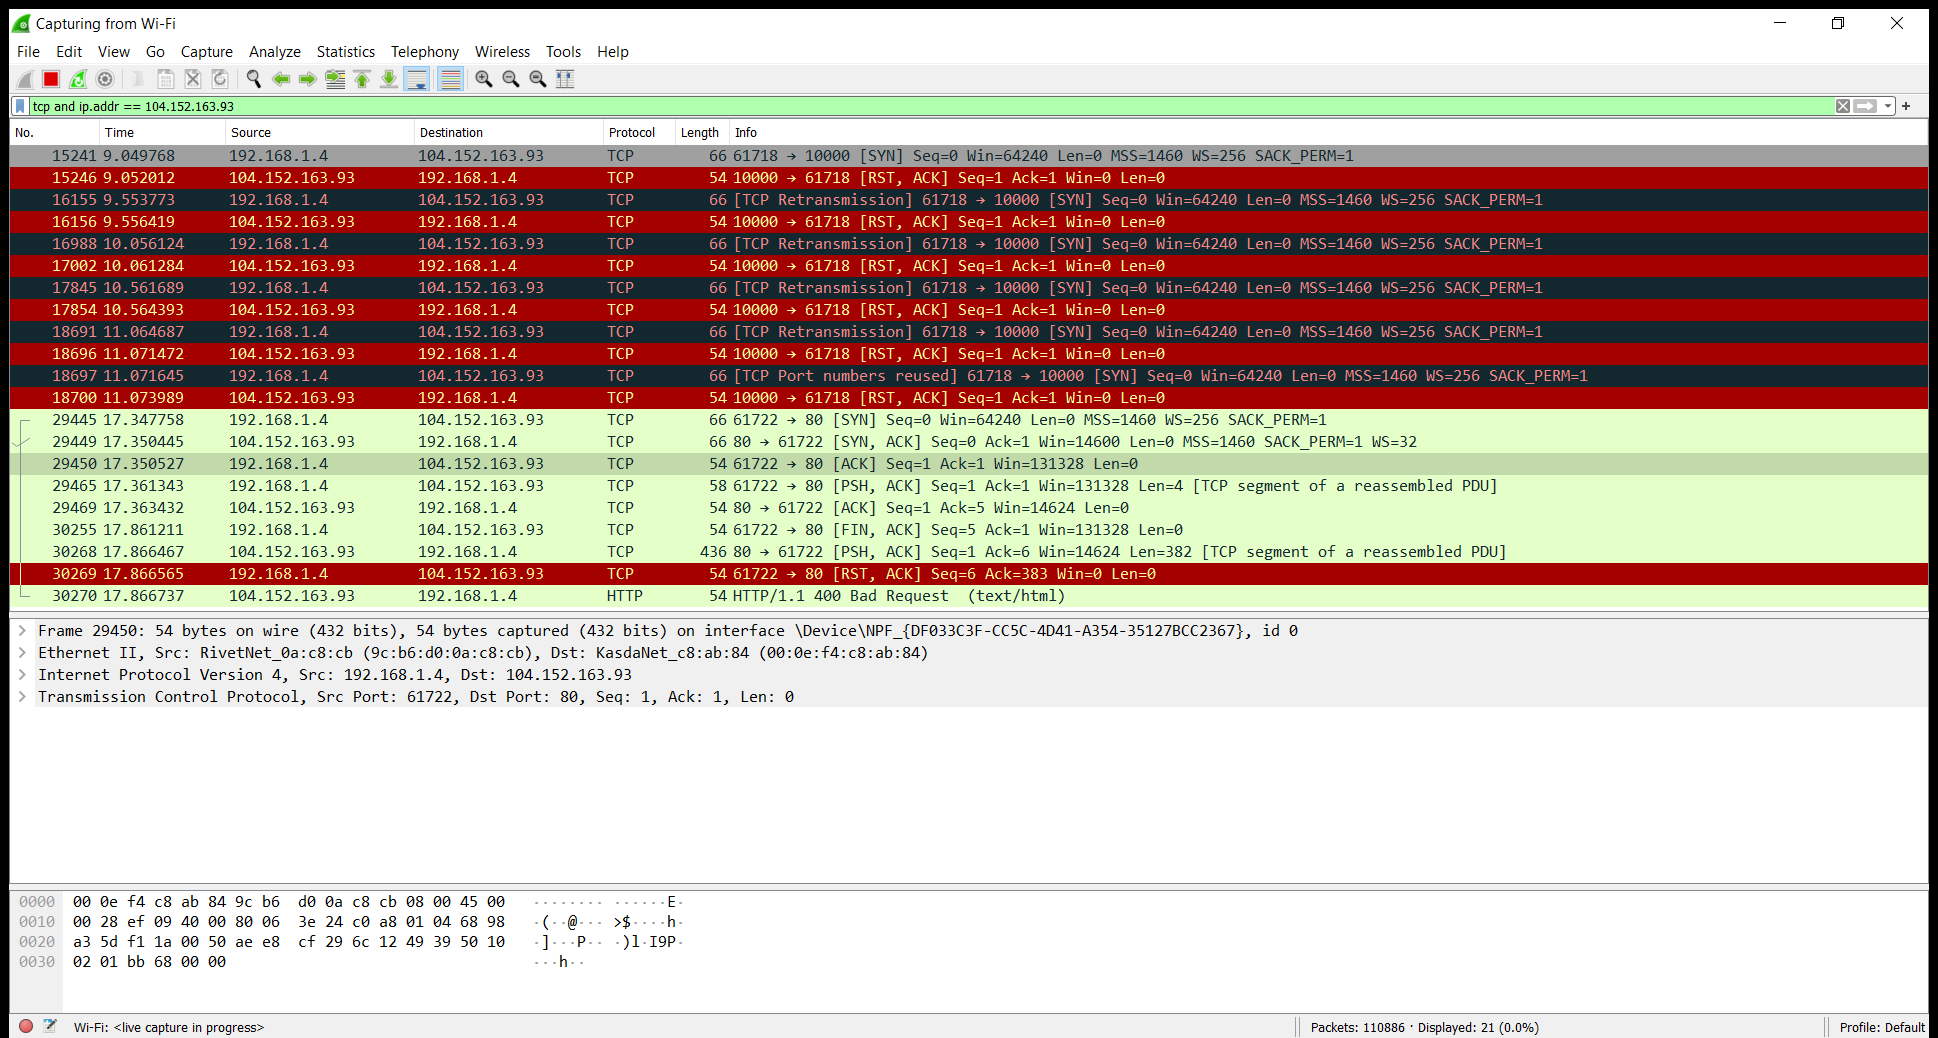 Capturing from Wi-Fi
File Edit View Go Capture Analyze Statistics Telephony Wireless Tools Help
tcp and ip.addr == 104.152.163.93
No. Time Source Destination Protocol Length Info
15241 9.049768 192.168.1.4 104.152.163.93 TCP 66 61718 → 10000 [SYN] Seq=0 Win=64240 Len=0 MSS=1460 WS=256 SACK_PERM=1
15246 9.052012 104.152.163.93 192.168.1.4 TCP 54 10000 → 61718 [RST, ACK] Seq=1 Ack=1 Win=0 Len=0
16155 9.553773 192.168.1.4 104.152.163.93 TCP 66 [TCP Retransmission] 61718 → 10000 [SYN] Seq=0 Win=64240 Len=0 MSS=1460 WS=256 SACK_PERM=1
16156 9.556419 104.152.163.93 192.168.1.4 TCP 54 10000 → 61718 [RST, ACK] Seq=1 Ack=1 Win=0 Len=0
16988 10.056124 192.168.1.4 104.152.163.93 TCP 66 [TCP Retransmission] 61718 → 10000 [SYN] Seq=0 Win=64240 Len=0 MSS=1460 WS=256 SACK_PERM=1
17002 10.061284 104.152.163.93 192.168.1.4 TCP 54 10000 → 61718 [RST, ACK] Seq=1 Ack=1 Win=0 Len=0
17845 10.561689 192.168.1.4 104.152.163.93 TCP 66 [TCP Retransmission] 61718 → 10000 [SYN] Seq=0 Win=64240 Len=0 MSS=1460 WS=256 SACK_PERM=1
17854 10.564393 104.152.163.93 192.168.1.4 TCP 54 10000 → 61718 [RST, ACK] Seq=1 Ack=1 Win=0 Len=0
18691 11.064687 192.168.1.4 104.152.163.93 TCP 66 [TCP Retransmission] 61718 → 10000 [SYN] Seq=0 Win=64240 Len=0 MSS=1460 WS=256 SACK_PERM=1
18696 11.071472 104.152.163.93 192.168.1.4 TCP 54 10000 → 61718 [RST, ACK] Seq=1 Ack=1 Win=0 Len=0
18697 11.071645 192.168.1.4 104.152.163.93 TCP 66 [TCP Port numbers reused] 61718 → 10000 [SYN] Seq=0 Win=64240 Len=0 MSS=1460 WS=256 SACK_PERM=1
18700 11.073989 104.152.163.93 192.168.1.4 TCP 54 10000 → 61718 [RST, ACK] Seq=1 Ack=1 Win=0 Len=0
29445 17.347758 192.168.1.4 104.152.163.93 TCP 66 61722 → 80 [SYN] Seq=0 Win=64240 Len=0 MSS=1460 WS=256 SACK_PERM=1
29449 17.350445 104.152.163.93 192.168.1.4 TCP 66 80 → 61722 [SYN, ACK] Seq=0 Ack=1 Win=14600 Len=0 MSS=1460 SACK_PERM=1 WS=32
29450 17.350527 192.168.1.4 104.152.163.93 TCP 54 61722 → 80 [ACK] Seq=1 Ack=1 Win=131328 Len=0
29465 17.361343 192.168.1.4 104.152.163.93 TCP 58 61722 → 80 [PSH, ACK] Seq=1 Ack=1 Win=131328 Len=4 [TCP segment of a reassembled PDU]
29469 17.363432 104.152.163.93 192.168.1.4 TCP 54 80 → 61722 [ACK] Seq=1 Ack=5 Win=14624 Len=0
30255 17.861211 192.168.1.4 104.152.163.93 TCP 54 61722 → 80 [FIN, ACK] Seq=5 Ack=1 Win=131328 Len=0
30268 17.866467 104.152.163.93 192.168.1.4 TCP 436 80 → 61722 [PSH, ACK] Seq=1 Ack=6 Win=14624 Len=382 [TCP segment of a reassembled PDU]
30269 17.866565 192.168.1.4 104.152.163.93 TCP 54 61722 → 80 [RST, ACK] Seq=6 Ack=383 Win=0 Len=0
30270 17.866737 104.152.163.93 192.168.1.4 HTTP 54 HTTP/1.1 400 Bad Request (text/html)
Frame 29450: 54 bytes on wire (432 bits), 54 bytes captured (432 bits) on interface \Device\NPF_{DF033C3F-CC5C-4D41-A354-35127BCC2367}, id 0
Ethernet II, Src: RivetNet_0a:c8:cb (9c:b6:d0:0a:c8:cb), Dst: KasdaNet_c8:ab:84 (00:0e:f4:c8:ab:84)
Internet Protocol Version 4, Src: 192.168.1.4, Dst: 104.152.163.93
Transmission Control Protocol, Src Port: 61722, Dst Port: 80, Seq: 1, Ack: 1, Len: 0
0000 00 0e f4 c8 ab 84 9c b6 d0 0a c8 cb 08 00 45 00 ········ ······E·
0010 00 28 ef 09 40 00 80 06 3e 24 c0 a8 01 04 68 98 ·(··@··· >$····h·
0020 a3 5d f1 1a 00 50 ae e8 cf 29 6c 12 49 39 50 10 ·]···P·· ·)l·I9P·
0030 02 01 bb 68 00 00 ···h··
Wi-Fi: <live capture in progress> Packets: 110886 · Displayed: 21 (0.0%) Profile: Default